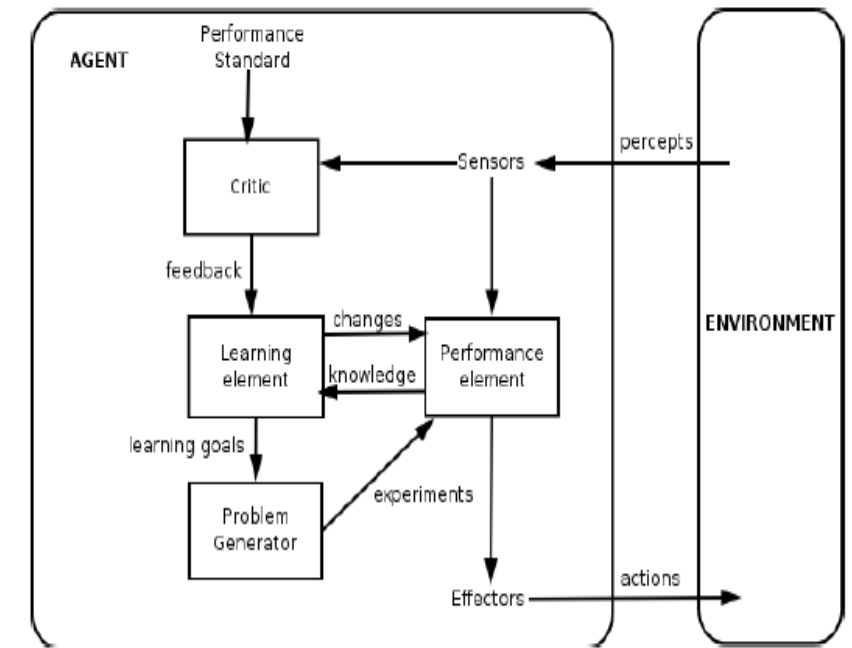 Performance
Standard
AGENT
percepts
Sensors
Critic
feedback
changes
ENVIRONMENT
Learning
element
Performance
element
knowledge
learning goals
experiments
Problem
Generator
actions
Effectors